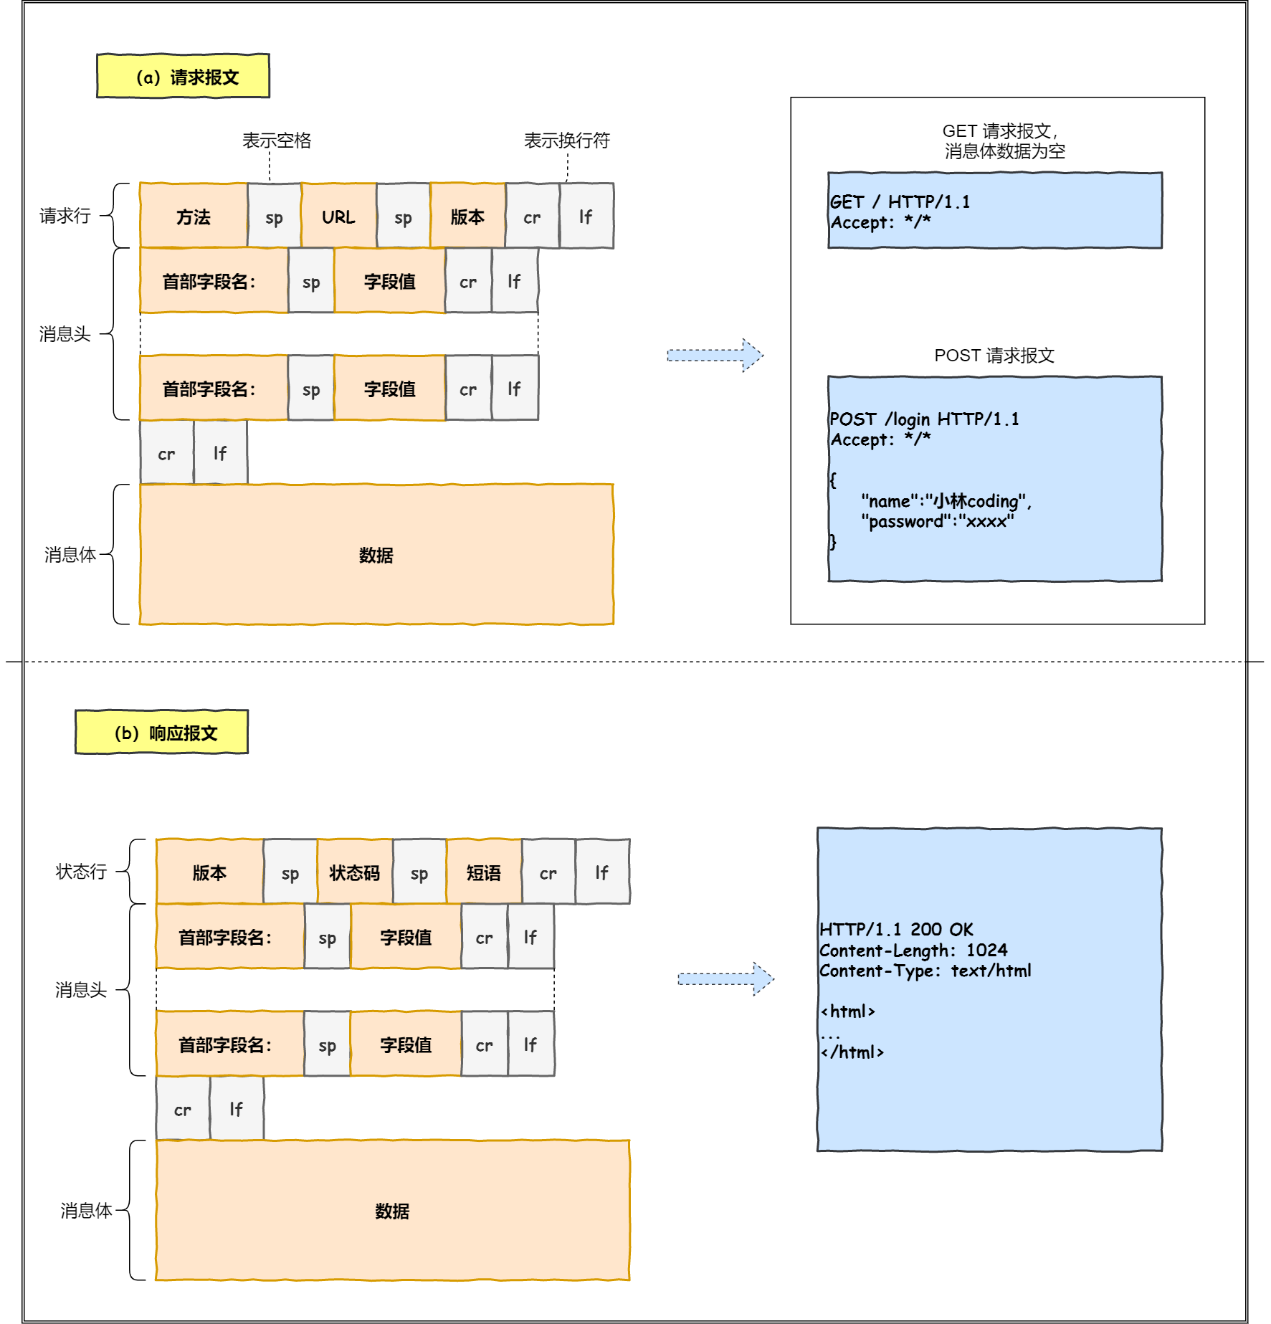 (a) 请求报文
表示空格
表示换行符
请求行
方法 sp URL sp 版本 cr lf
首部字段名: sp 字段值 cr lf
消息头
首部字段名: sp 字段值 cr lf
cr lf
消息体
数据
GET 请求报文,
消息体数据为空
GET / HTTP/1.1
Accept: */*
POST 请求报文
POST /login HTTP/1.1
Accept: */*
{
"name":"小林coding",
"password":"xxxx"
}
(b) 响应报文
状态行
版本 sp 状态码 sp 短语 cr lf
首部字段名: sp 字段值 cr lf
消息头
首部字段名: sp 字段值 cr lf
cr lf
消息体
数据
HTTP/1.1 200 OK
Content-Length: 1024
Content-Type: text/html
<html>
...
</html>